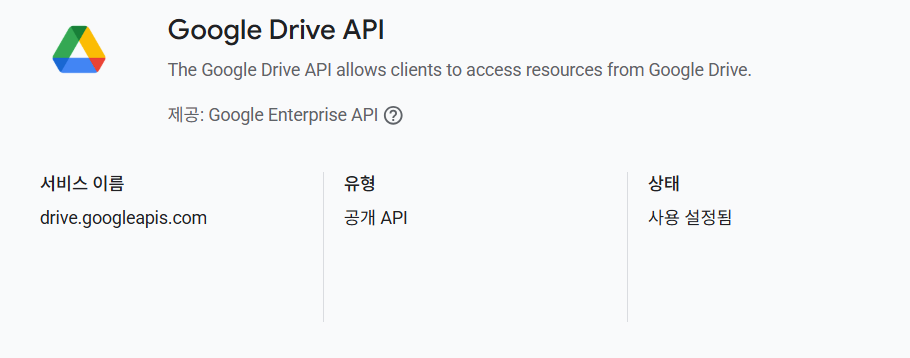 Google Drive API
The Google Drive API allows clients to access resources from Google Drive.
제공: Google Enterprise API
서비스 이름
drive.googleapis.com
유형
공개 API
상태
사용 설정됨